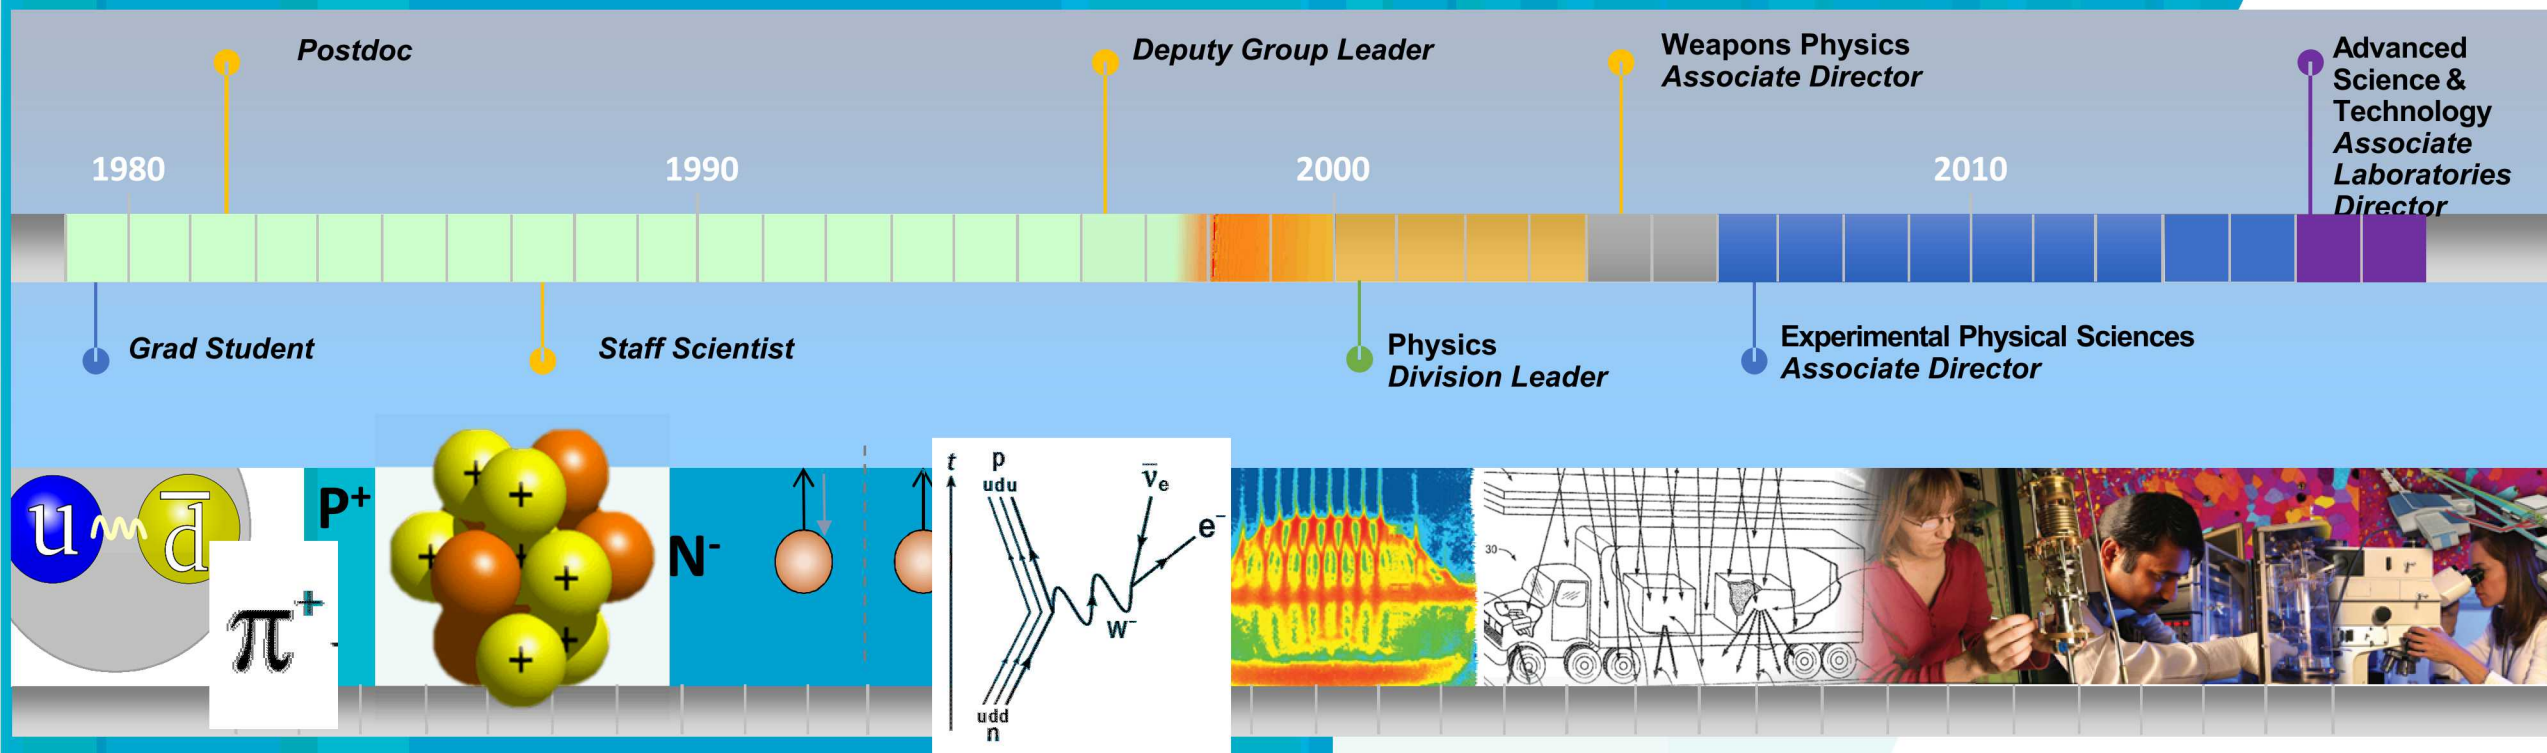 Postdoc
Deputy Group Leader
Weapons Physics
Associate Director
Advanced
Science &
Technology
Associate
Laboratories
Director
1980
1990
2000
2010
Grad Student
Staff Scientist
Physics
Division Leader
Experimental Physical Sciences
Associate Director
u d̅
π+
-
P+
+
+
+
+
+
+
+
N-
t
p
udu
ν̅e
e-
W-
udd
n
30